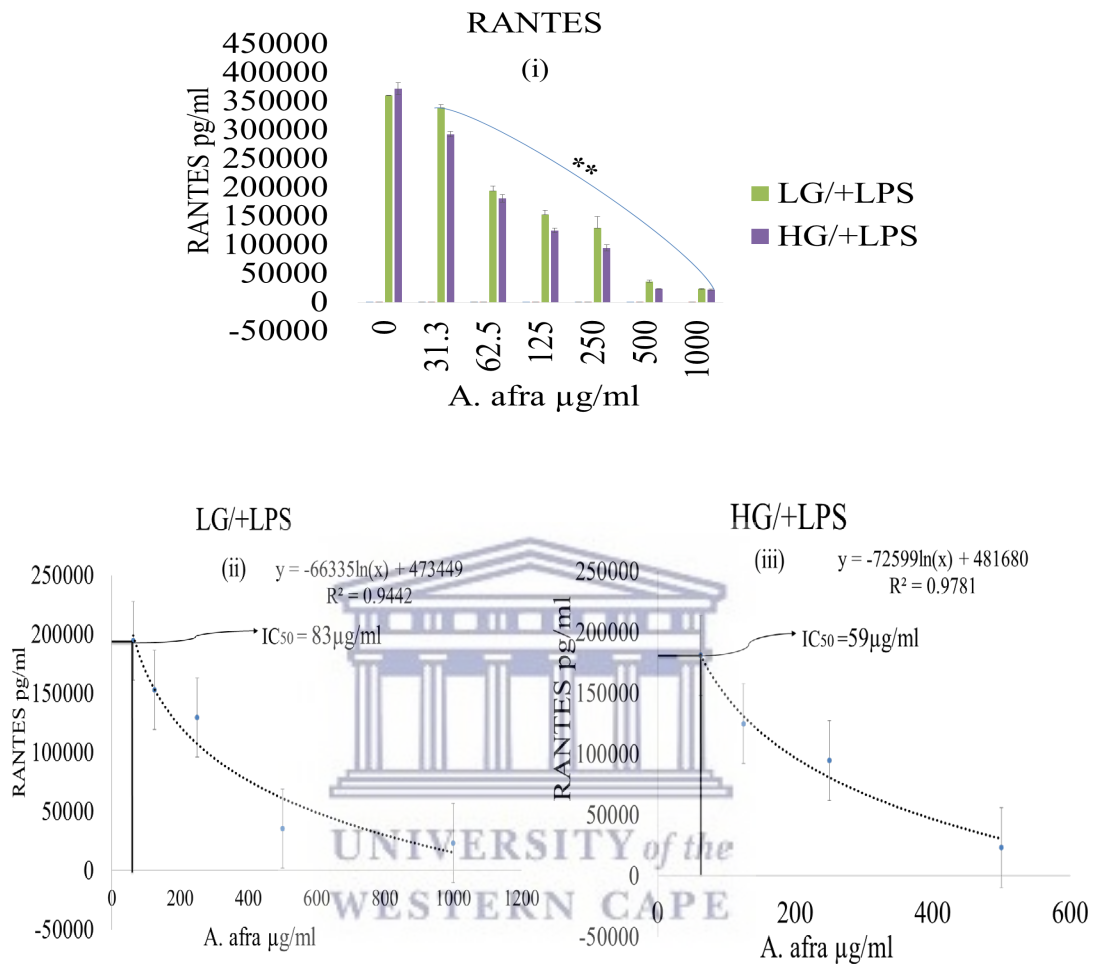 RANTES
(i)
450000
400000
350000
300000
250000
200000
150000
100000
50000
0
-50000
RANTES pg/ml
**
LG/+LPS
HG/+LPS
0 31.3 62.5 125 250 500 1000
A. afra µg/ml
LG/+LPS
(ii) y = -66335ln(x) + 473449
R² = 0.9442
IC50 = 83µg/ml
250000
200000
150000
100000
50000
0
-50000
RANTES pg/ml
0 200 400 600 800 1000 1200
A. afra µg/ml
HG/+LPS
(iii) y = -72599ln(x) + 481680
R² = 0.9781
IC50 =59µg/ml
250000
200000
150000
100000
50000
0
-50000
RANTES pg/ml
0 200 400 600
A. afra µg/ml
UNIVERSITY of the
WESTERN CAPE